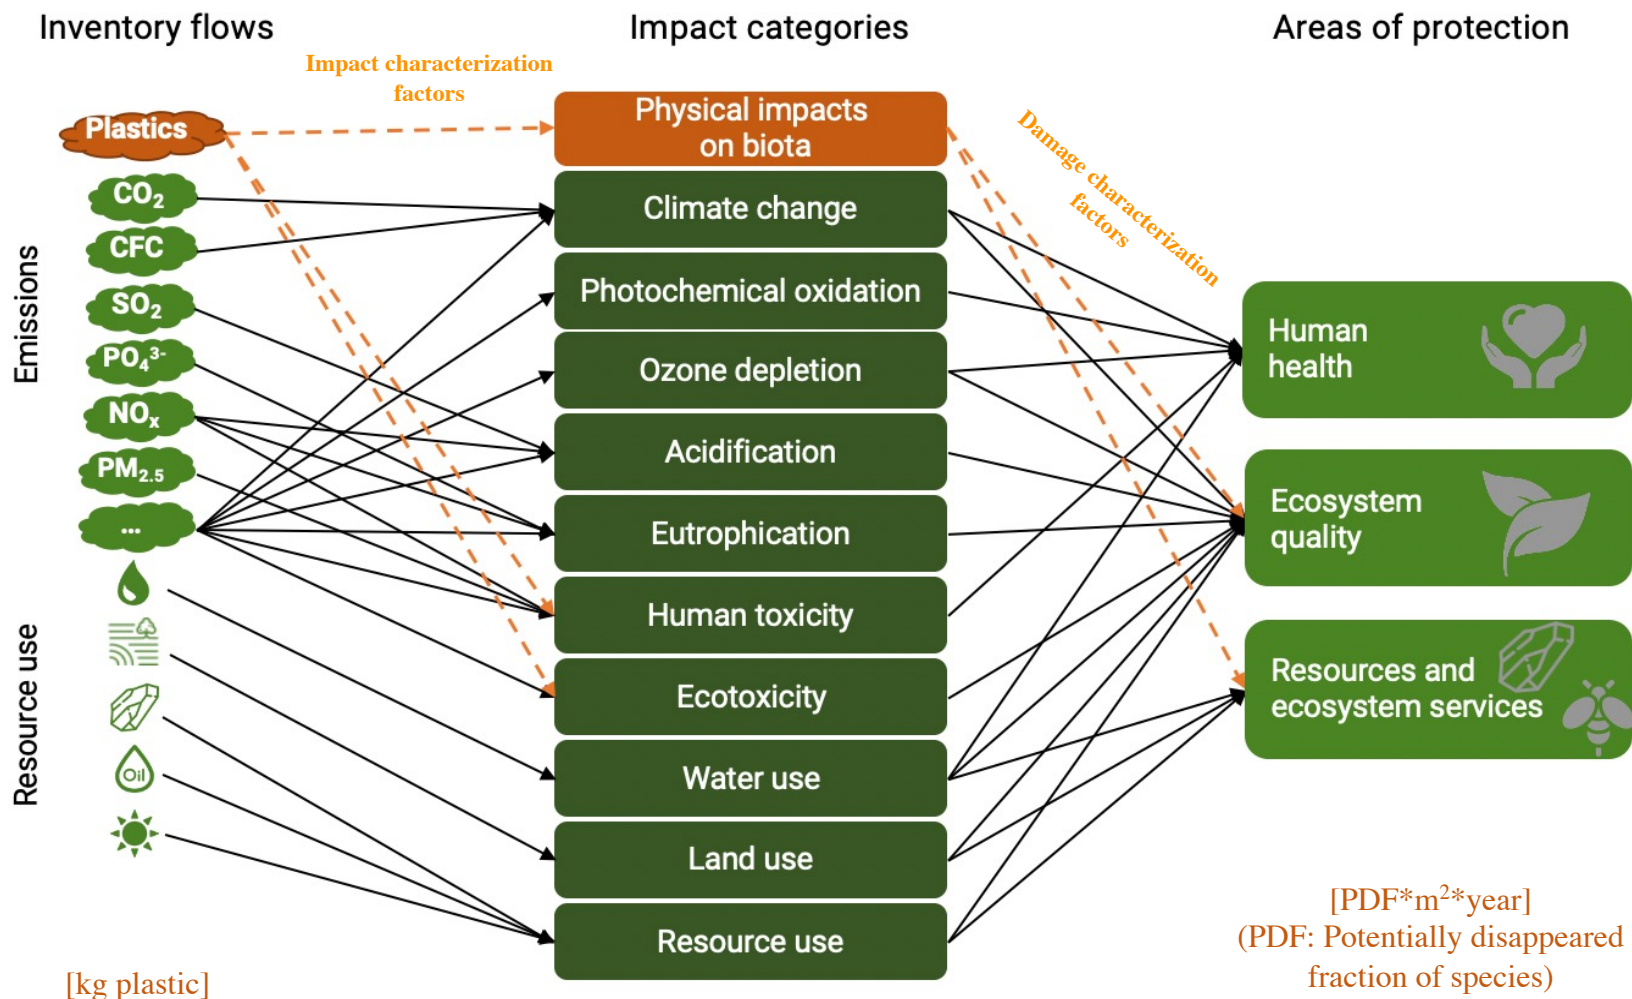 Inventory flows
Impact categories
Areas of protection
Impact characterization
factors
Damage characterization
factors
Emissions
Plastics
CO₂
CFC
SO₂
PO₄³⁻
NOₓ
PM₂.₅
...
Resource use
Oil
Physical impacts
on biota
Climate change
Photochemical oxidation
Ozone depletion
Acidification
Eutrophication
Human toxicity
Ecotoxicity
Water use
Land use
Resource use
Human
health
Ecosystem
quality
Resources and
ecosystem services
[kg plastic]
[PDF*m²*year]
(PDF: Potentially disappeared
fraction of species)